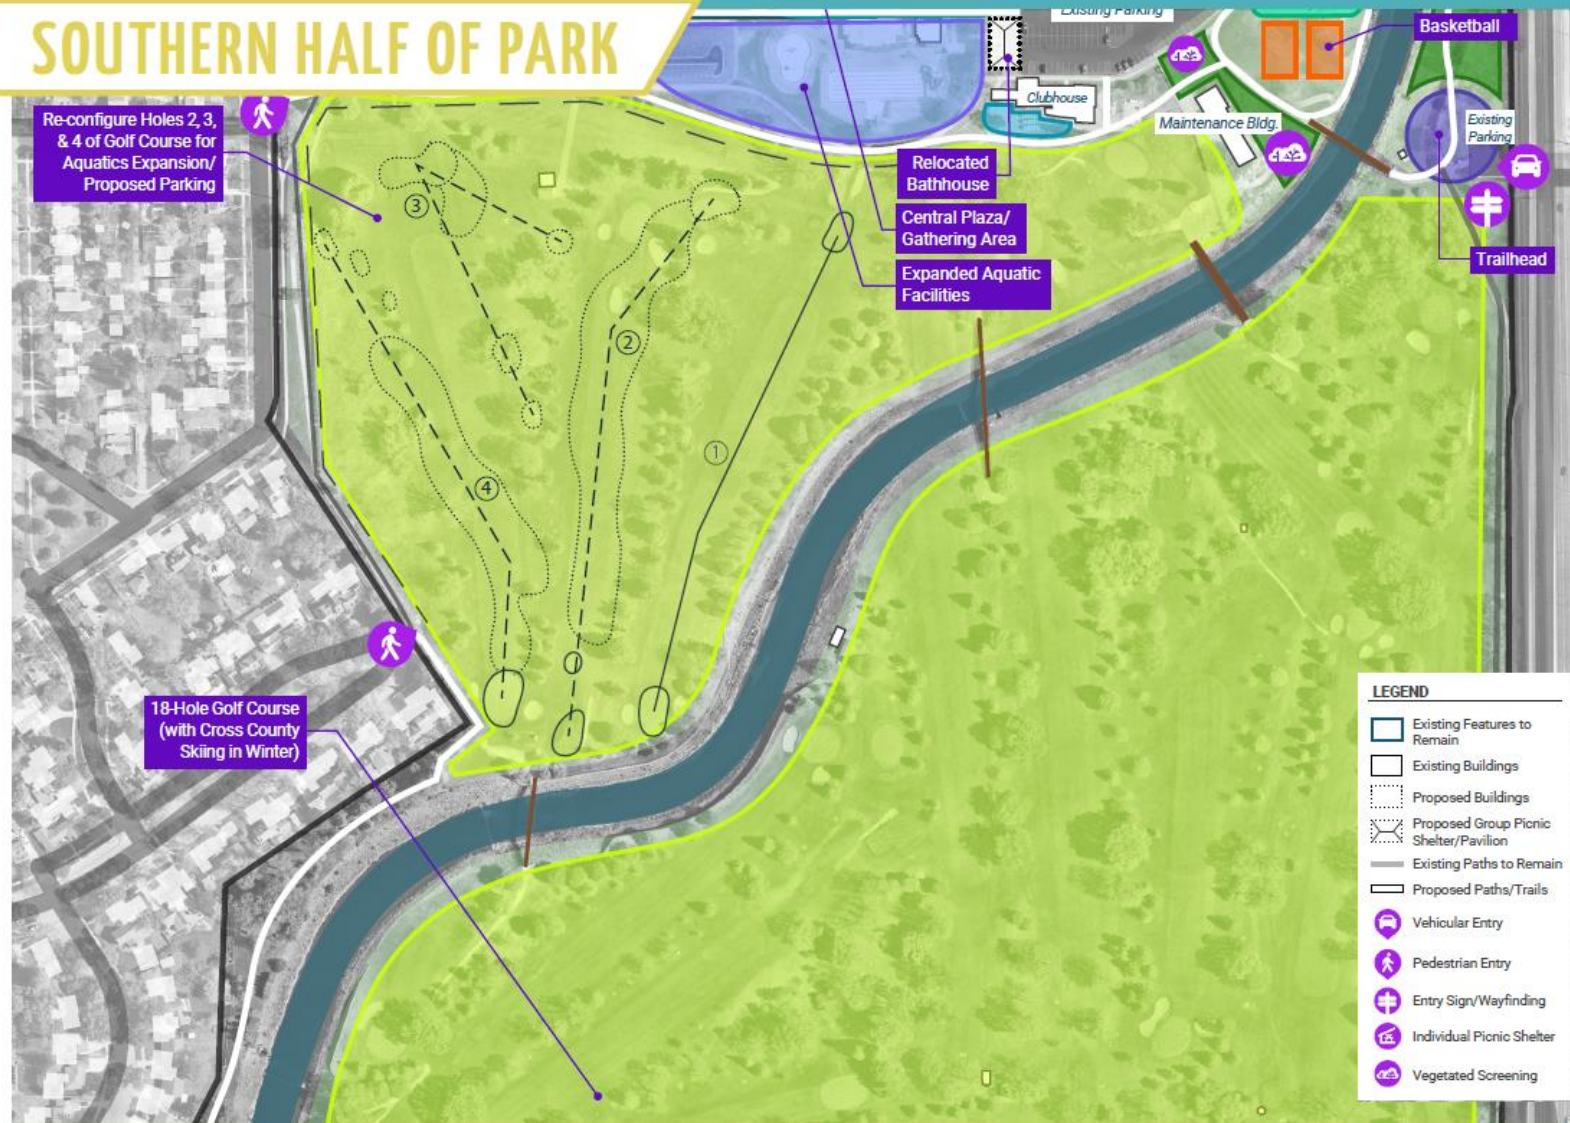 SOUTHERN HALF OF PARK
Existing Parking
Basketball
Re-configure Holes 2, 3,
& 4 of Golf Course for
Aquatics Expansion/
Proposed Parking
Clubhouse
Maintenance Bldg.
Existing
Parking
Relocated
Bathhouse
Central Plaza/
Gathering Area
Expanded Aquatic
Facilities
Trailhead
3
2
1
4
18-Hole Golf Course
(with Cross County
Skiing in Winter)
LEGEND
Existing Features to
Remain
Existing Buildings
Proposed Buildings
Proposed Group Picnic
Shelter/Pavilion
Existing Paths to Remain
Proposed Paths/Trails
Vehicular Entry
Pedestrian Entry
Entry Sign/Wayfinding
Individual Picnic Shelter
Vegetated Screening